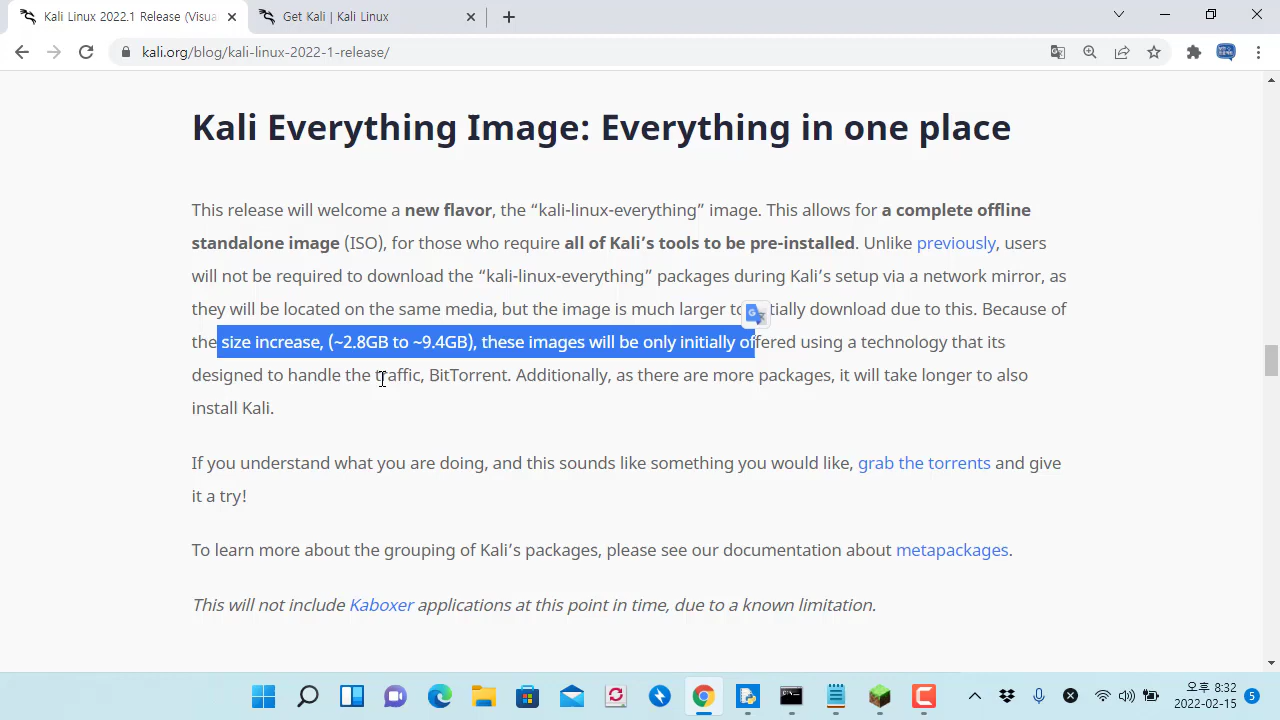 Kali Linux 2022.1 Release (Visua
Get Kali | Kali Linux
kali.org/blog/kali-linux-2022-1-release/
Kali Everything Image: Everything in one place
This release will welcome a new flavor, the “kali-linux-everything” image. This allows for a complete offline
standalone image (ISO), for those who require all of Kali’s tools to be pre-installed. Unlike previously, users
will not be required to download the “kali-linux-everything” packages during Kali’s setup via a network mirror, as
they will be located on the same media, but the image is much larger to tially download due to this. Because of
the size increase, (~2.8GB to ~9.4GB), these images will be only initially offered using a technology that its
designed to handle the traffic, BitTorrent. Additionally, as there are more packages, it will take longer to also
install Kali.
If you understand what you are doing, and this sounds like something you would like, grab the torrents and give
it a try!
To learn more about the grouping of Kali’s packages, please see our documentation about metapackages.
This will not include Kaboxer applications at this point in time, due to a known limitation.
오후 8:32
2022-02-15
5